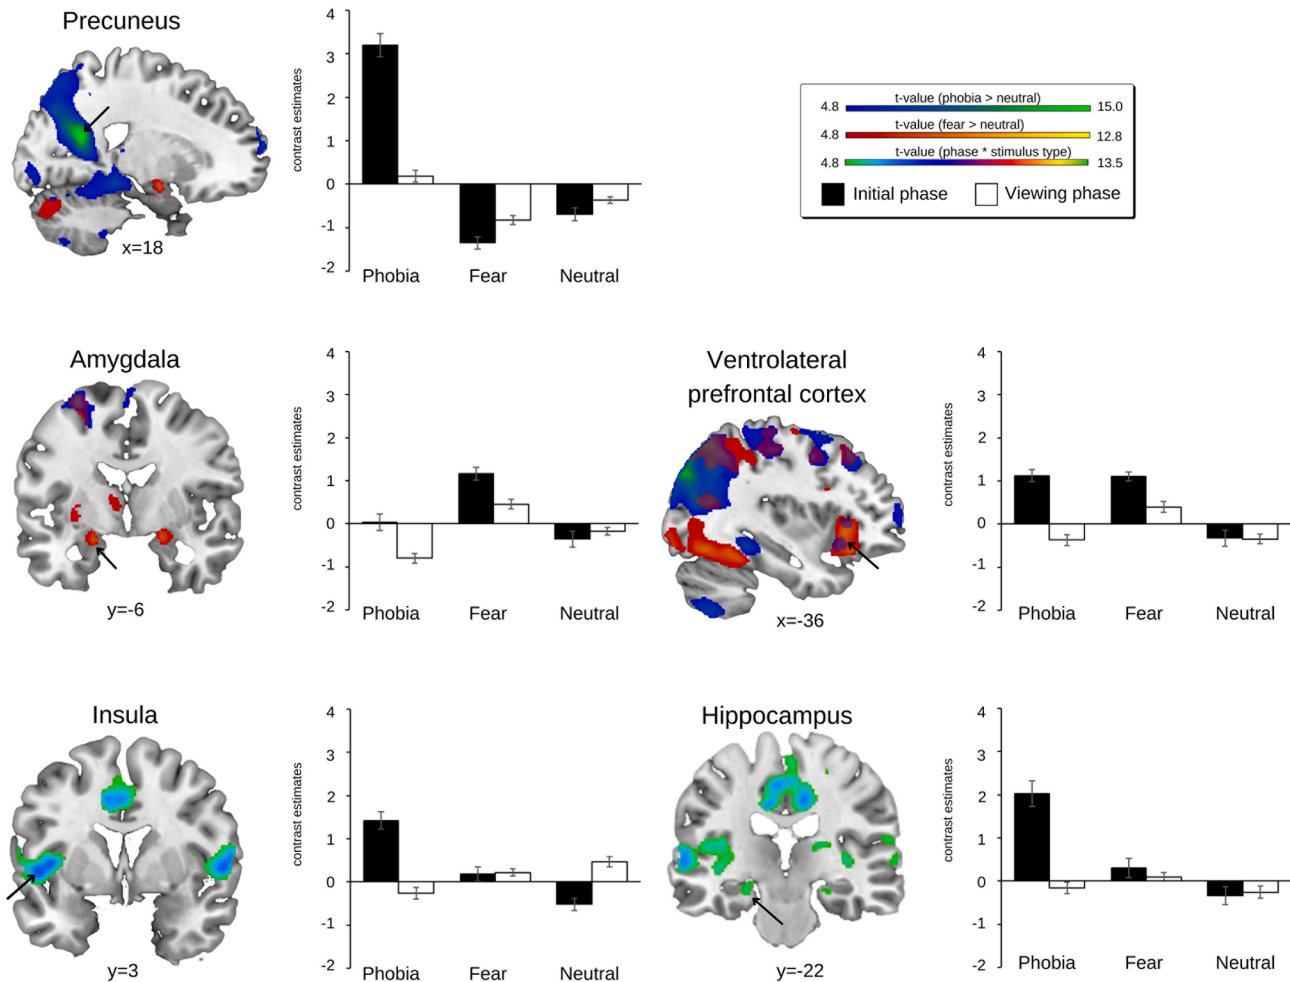 Precuneus
contrast estimates
4
3
2
1
0
-1
-2
Phobia Fear Neutral
x=18
t-value (phobia > neutral)
4.8 15.0
t-value (fear > neutral)
4.8 12.8
t-value (phase * stimulus type)
4.8 13.5
Initial phase Viewing phase
Amygdala
contrast estimates
4
3
2
1
0
-1
-2
Phobia Fear Neutral
y=-6
Ventrolateral
prefrontal cortex
contrast estimates
4
3
2
1
0
-1
-2
Phobia Fear Neutral
x=-36
Insula
contrast estimates
4
3
2
1
0
-1
-2
Phobia Fear Neutral
y=3
Hippocampus
contrast estimates
4
3
2
1
0
-1
-2
Phobia Fear Neutral
y=-22